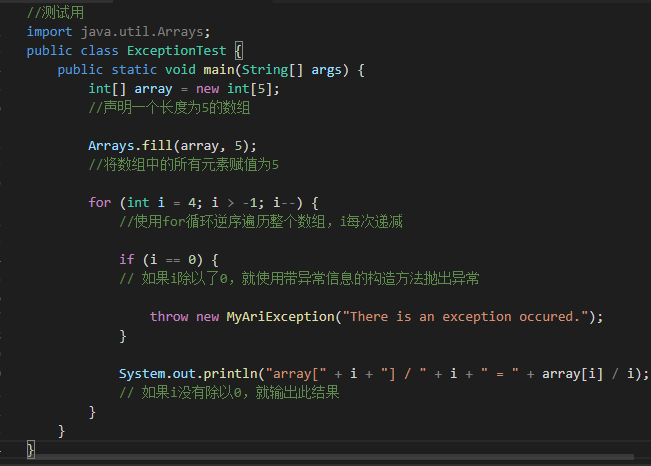 //测试用
import java.util.Arrays;
public class ExceptionTest {
public static void main(String[] args) {
int[] array = new int[5];
//声明一个长度为5的数组
Arrays.fill(array, 5);
//将数组中的所有元素赋值为5
for (int i = 4; i > -1; i--) {
//使用for循环逆序遍历整个数组，i每次递减
if (i == 0) {
// 如果i除以了0，就使用带异常信息的构造方法抛出异常
throw new MyAriException("There is an exception occured.");
}
System.out.println("array[" + i + "] / " + i + " = " + array[i] / i);
// 如果i没有除以0，就输出此结果
}
}
}